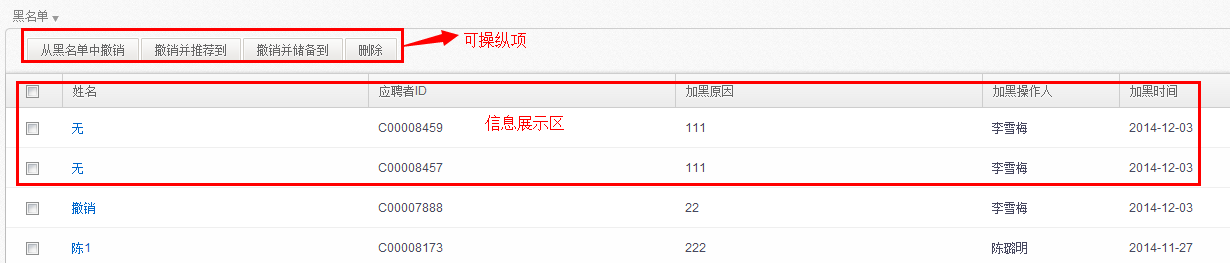 黑名单
从黑名单中撤销 撤销并推荐到 撤销并储备到 删除 可操纵项
姓名 应聘者ID 加黑原因 加黑操作人 加黑时间
无 C00008459 信息展示区 111 李雪梅 2014-12-03
无 C00008457 111 李雪梅 2014-12-03
撤销 C00007888 22 李雪梅 2014-12-03
陈1 C00008173 222 陈璐明 2014-11-27